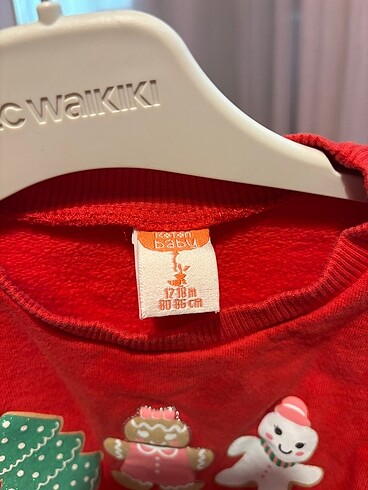 lc waikiki
koton
baby
12-18 m
80-86 cm